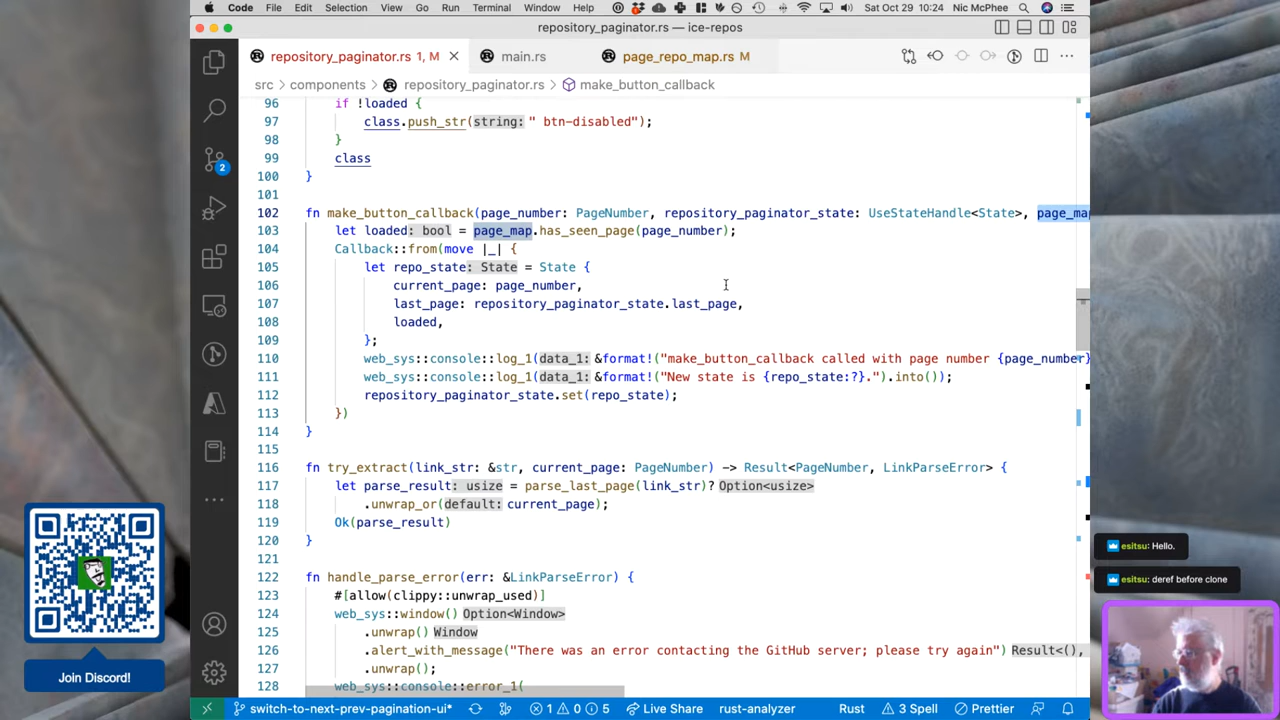 Code File Edit Selection View Go Run Terminal Window Help Sat Oct 29 10:24 Nic McPhee
repository_paginator.rs — ice-repos
repository_paginator.rs 1, M main.rs page_repo_map.rs M
src > components > repository_paginator.rs > make_button_callback
96 if !loaded {
97 class.push_str(string: " btn-disabled");
98 }
99 class
100 }
101
102 fn make_button_callback(page_number: PageNumber, repository_paginator_state: UseStateHandle<State>, page_map
103 let loaded: bool = page_map.has_seen_page(page_number);
104 Callback::from(move |_| {
105 let repo_state: State = State {
106 current_page: page_number,
107 last_page: repository_paginator_state.last_page,
108 loaded,
109 };
110 web_sys::console::log_1(data_1: &format!("make_button_callback called with page number {page_number}
111 web_sys::console::log_1(data_1: &format!("New state is {repo_state:?}.").into());
112 repository_paginator_state.set(repo_state);
113 })
114 }
115
116 fn try_extract(link_str: &str, current_page: PageNumber) -> Result<PageNumber, LinkParseError> {
117 let parse_result: usize = parse_last_page(link_str)? Option<usize>
118 .unwrap_or(default: current_page);
119 Ok(parse_result)
120 }
121
122 fn handle_parse_error(err: &LinkParseError) {
123 #[allow(clippy::unwrap_used)]
124 web_sys::window() Option<Window>
125 .unwrap() Window
126 .alert_with_message("There was an error contacting the GitHub server; please try again") Result<(),
127 .unwrap();
128 web_sys::console::error_1(
2
Join Discord!
esitsu: Hello.
esitsu: deref before clone
switch-to-next-prev-pagination-ui* 1 0 5 Live Share rust-analyzer Rust 3 Spell Prettier